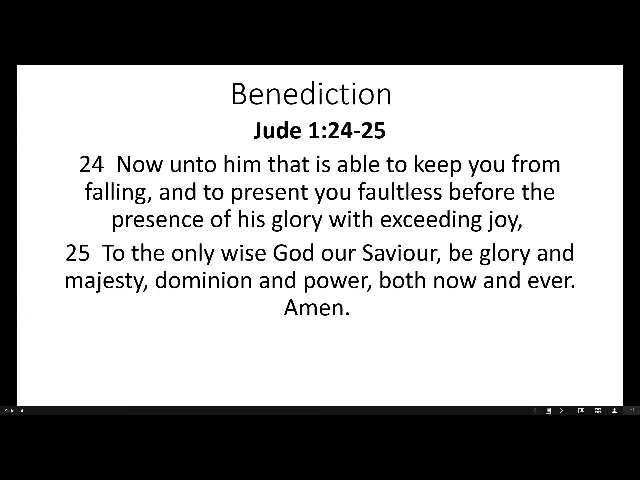 Benediction
Jude 1:24-25
24 Now unto him that is able to keep you from
falling, and to present you faultless before the
presence of his glory with exceeding joy,
25 To the only wise God our Saviour, be glory and
majesty, dominion and power, both now and ever.
Amen.